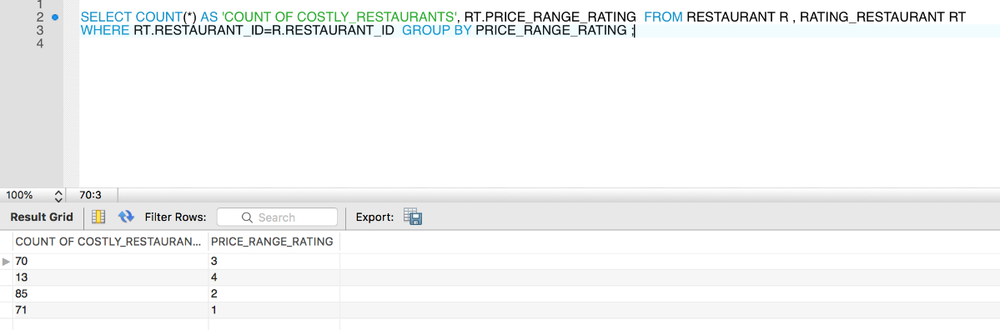 1
2 SELECT COUNT(*) AS 'COUNT OF COSTLY_RESTAURANTS', RT.PRICE_RANGE_RATING  FROM RESTAURANT R , RATING_RESTAURANT RT
3 WHERE RT.RESTAURANT_ID=R.RESTAURANT_ID  GROUP BY PRICE_RANGE_RATING ;
4
100% 70:3
Result Grid Filter Rows: Search Export:
COUNT OF COSTLY_RESTAURAN... PRICE_RANGE_RATING
70 3
13 4
85 2
71 1